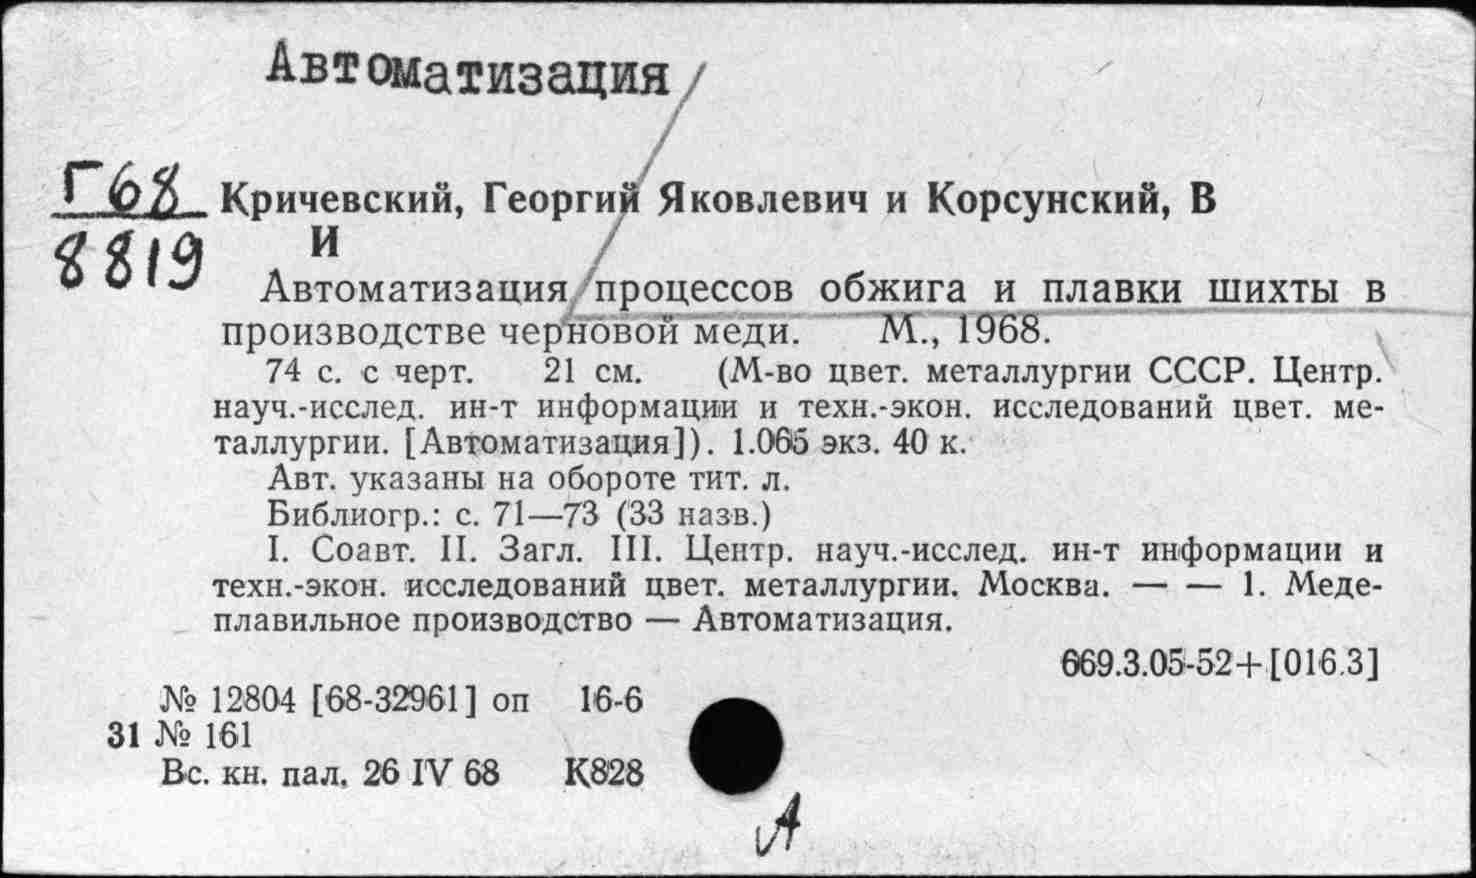 Автоматизация
Г68
8819
Кричевский, Георгий Яковлевич и Корсунский, В
И
Автоматизация процессов обжига и плавки шихты в
производстве черновой меди. М., 1968.
74 с. с черт. 21 см. (М-во цвет. металлургии СССР. Центр.
науч.-исслед. ин-т информации и техн.-экон. исследований цвет. ме-
таллургии. [Автоматизация]). 1.065 экз. 40 к.
Авт. указаны на обороте тит. л.
Библиогр.: с. 71—73 (33 назв.)
I. Соавт. II. Загл. III. Центр. науч.-исслед. ин-т информации и
техн.-экон. исследований цвет. металлургии. Москва. — — 1. Меде-
плавильное производство — Автоматизация.
669.3.05-52+[016.3]
№ 12804 [68-32961] оп 16-6
31 № 161
Вс. кн. пал. 26 IV 68 К828
А